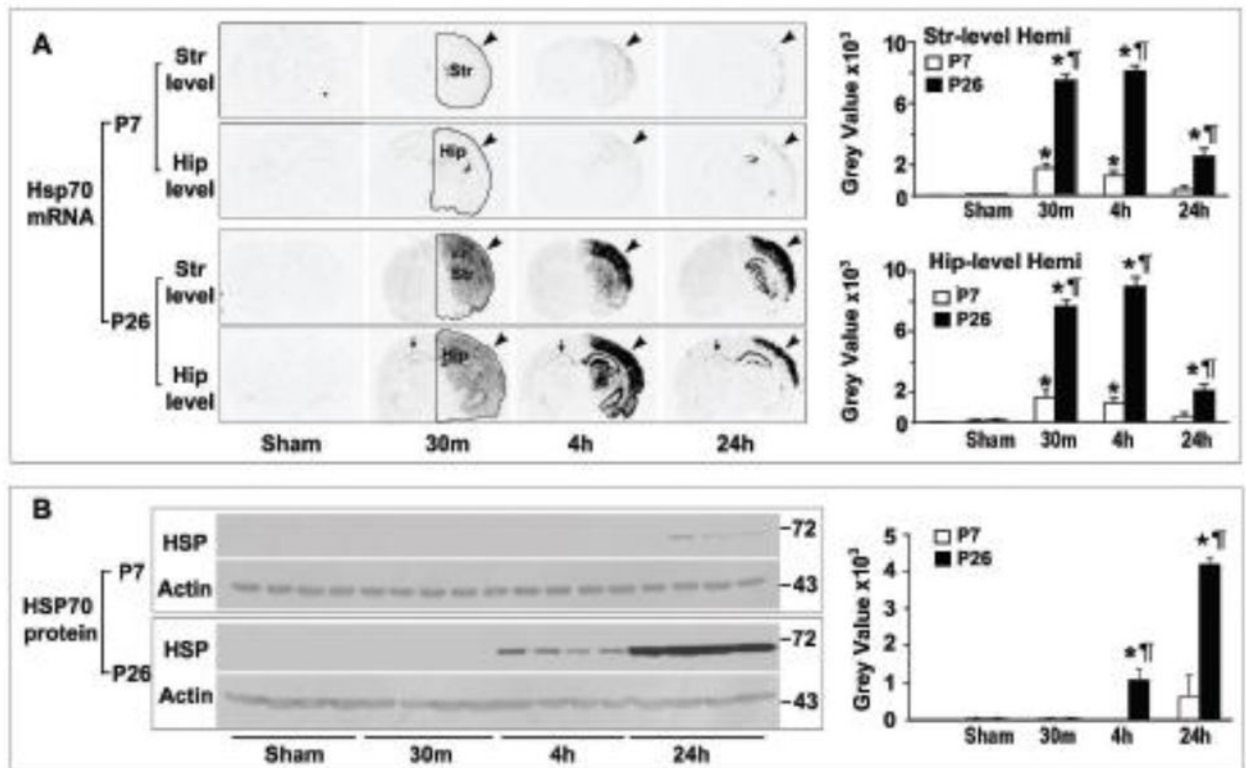 A
Hsp70
mRNA
P7
P26
Str
level
Hip
level
Str
level
Hip
level
Str
Hip
Str
Hip
Sham 30m 4h 24h
Str-level Hemi
P7
P26
Grey Value x10³
10
6
2
0
*
*¶
*
*¶
*¶
Sham 30m 4h 24h
Hip-level Hemi
P7
P26
Grey Value x10³
10
6
2
0
*
*¶
*
*¶
*¶
Sham 30m 4h 24h
B
HSP70
protein
P7
P26
HSP
Actin
HSP
Actin
-72
-43
-72
-43
Sham 30m 4h 24h
P7
P26
Grey Value x10³
5
4
3
2
1
0
*¶
*¶
Sham 30m 4h 24h